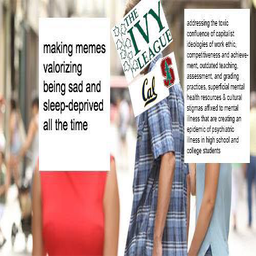 making memes
valorizing
being sad and
sleep-deprived
all the time
THE
IVY
LEAGUE
Cal
S
addressing the toxic
confluence of capitalist
ideologies of work ethic,
competitiveness and achieve-
ment, outdated teaching,
assessment, and grading
practices, superficial mental
health resources & cultural
stigmas affixed to mental
illness that are creating an
epidemic of psychiatric
illness in high school and
college students